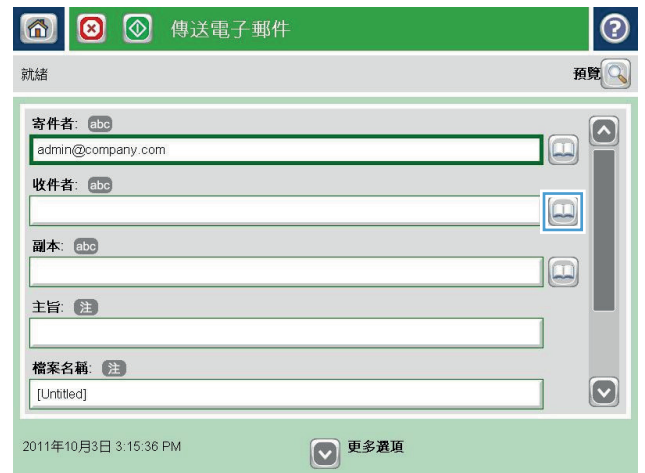 傳送電子郵件
?
就緒
預覽
寄件者: abc
admin@company.com
收件者: abc
副本: abc
主旨: 注
檔案名稱: 注
[Untitled]
2011年10月3日 3:15:36 PM
更多選項